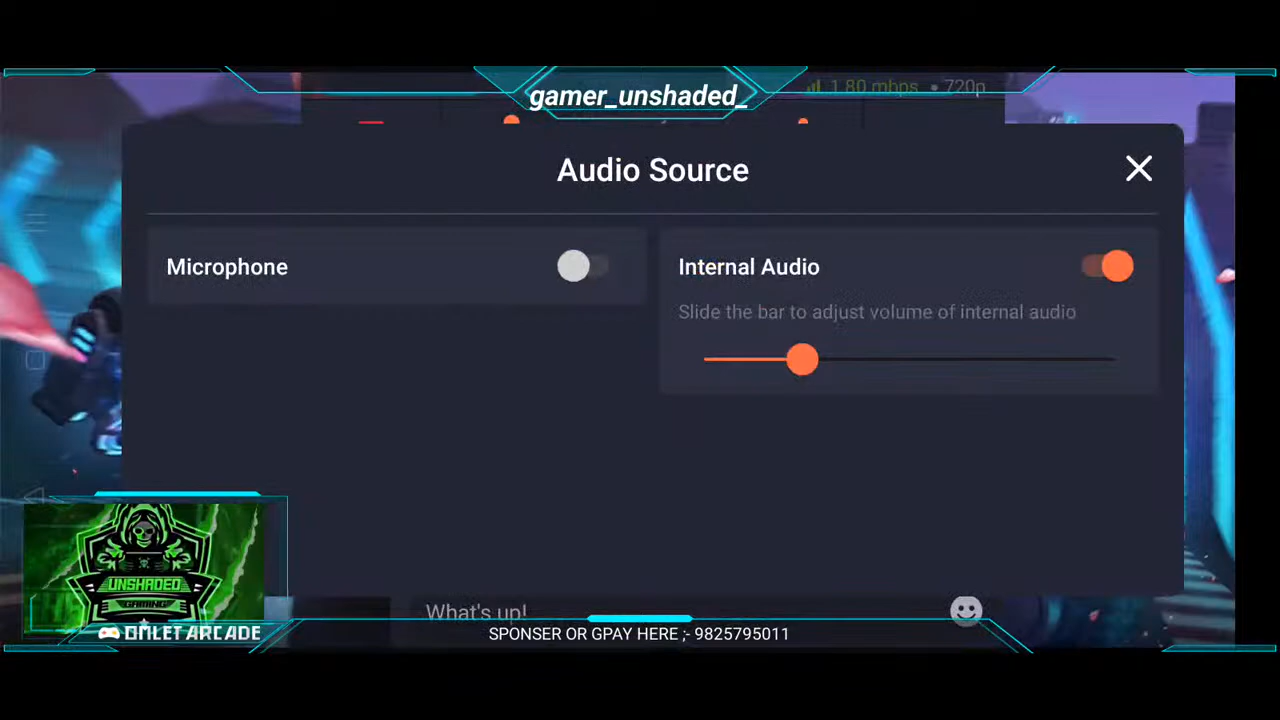 1.80 mbps • 720p
gamer_unshaded_
Audio Source
Microphone
Internal Audio
Slide the bar to adjust volume of internal audio
UNSHADED
GAMING
What's up!
OMLET ARCADE
SPONSER OR GPAY HERE ;- 9825795011